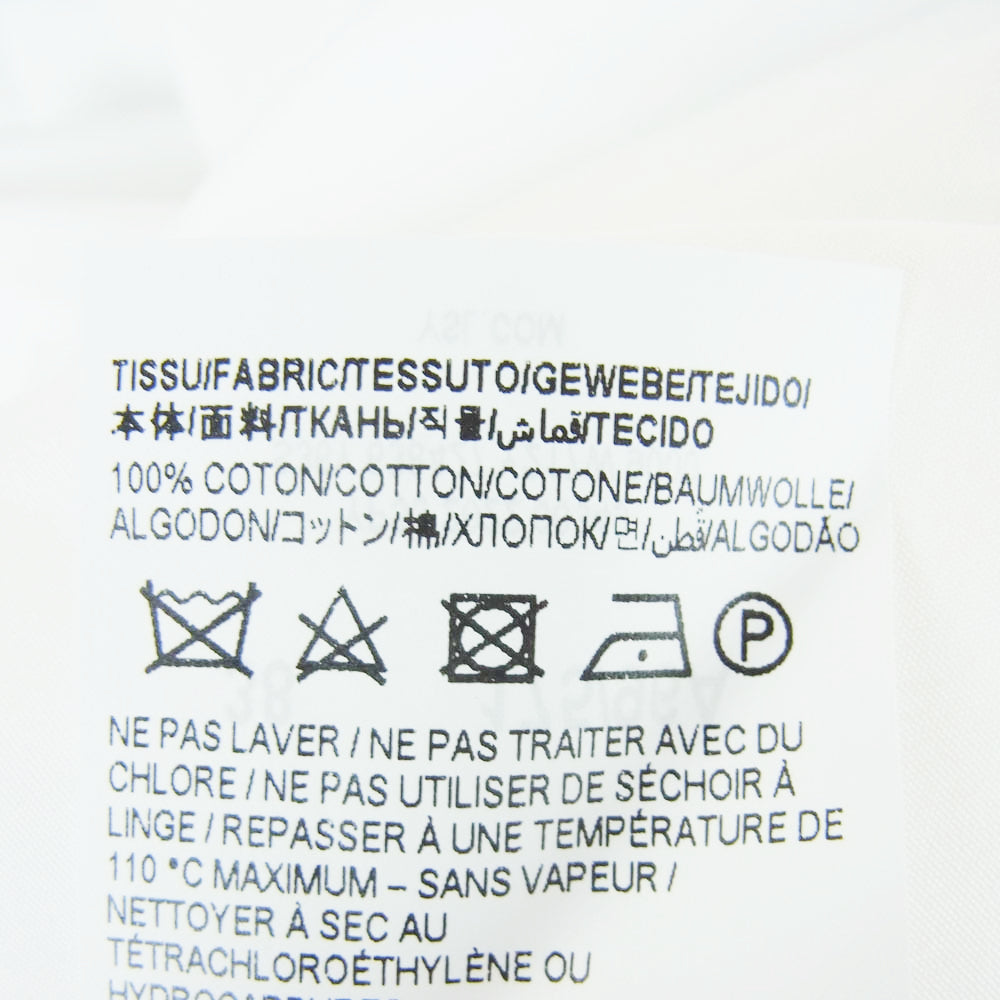 TISSU/FABRIC/TESSUTO/GEWEBE/TEJIDO/
本体/面料/ТКАНЬ/직물/قماش/TECIDO
100% COTON/COTTON/COTONE/BAUMWOLLE/
ALGODON/コットン/棉/ХЛОПОК/면/قطن/ALGODÃO
P
NE PAS LAVER / NE PAS TRAITER AVEC DU
CHLORE / NE PAS UTILISER DE SÉCHOIR À
LINGE / REPASSER À UNE TEMPÉRATURE DE
110 °C MAXIMUM – SANS VAPEUR /
NETTOYER À SEC AU
TÉTRACHLOROÉTHYLÈNE OU